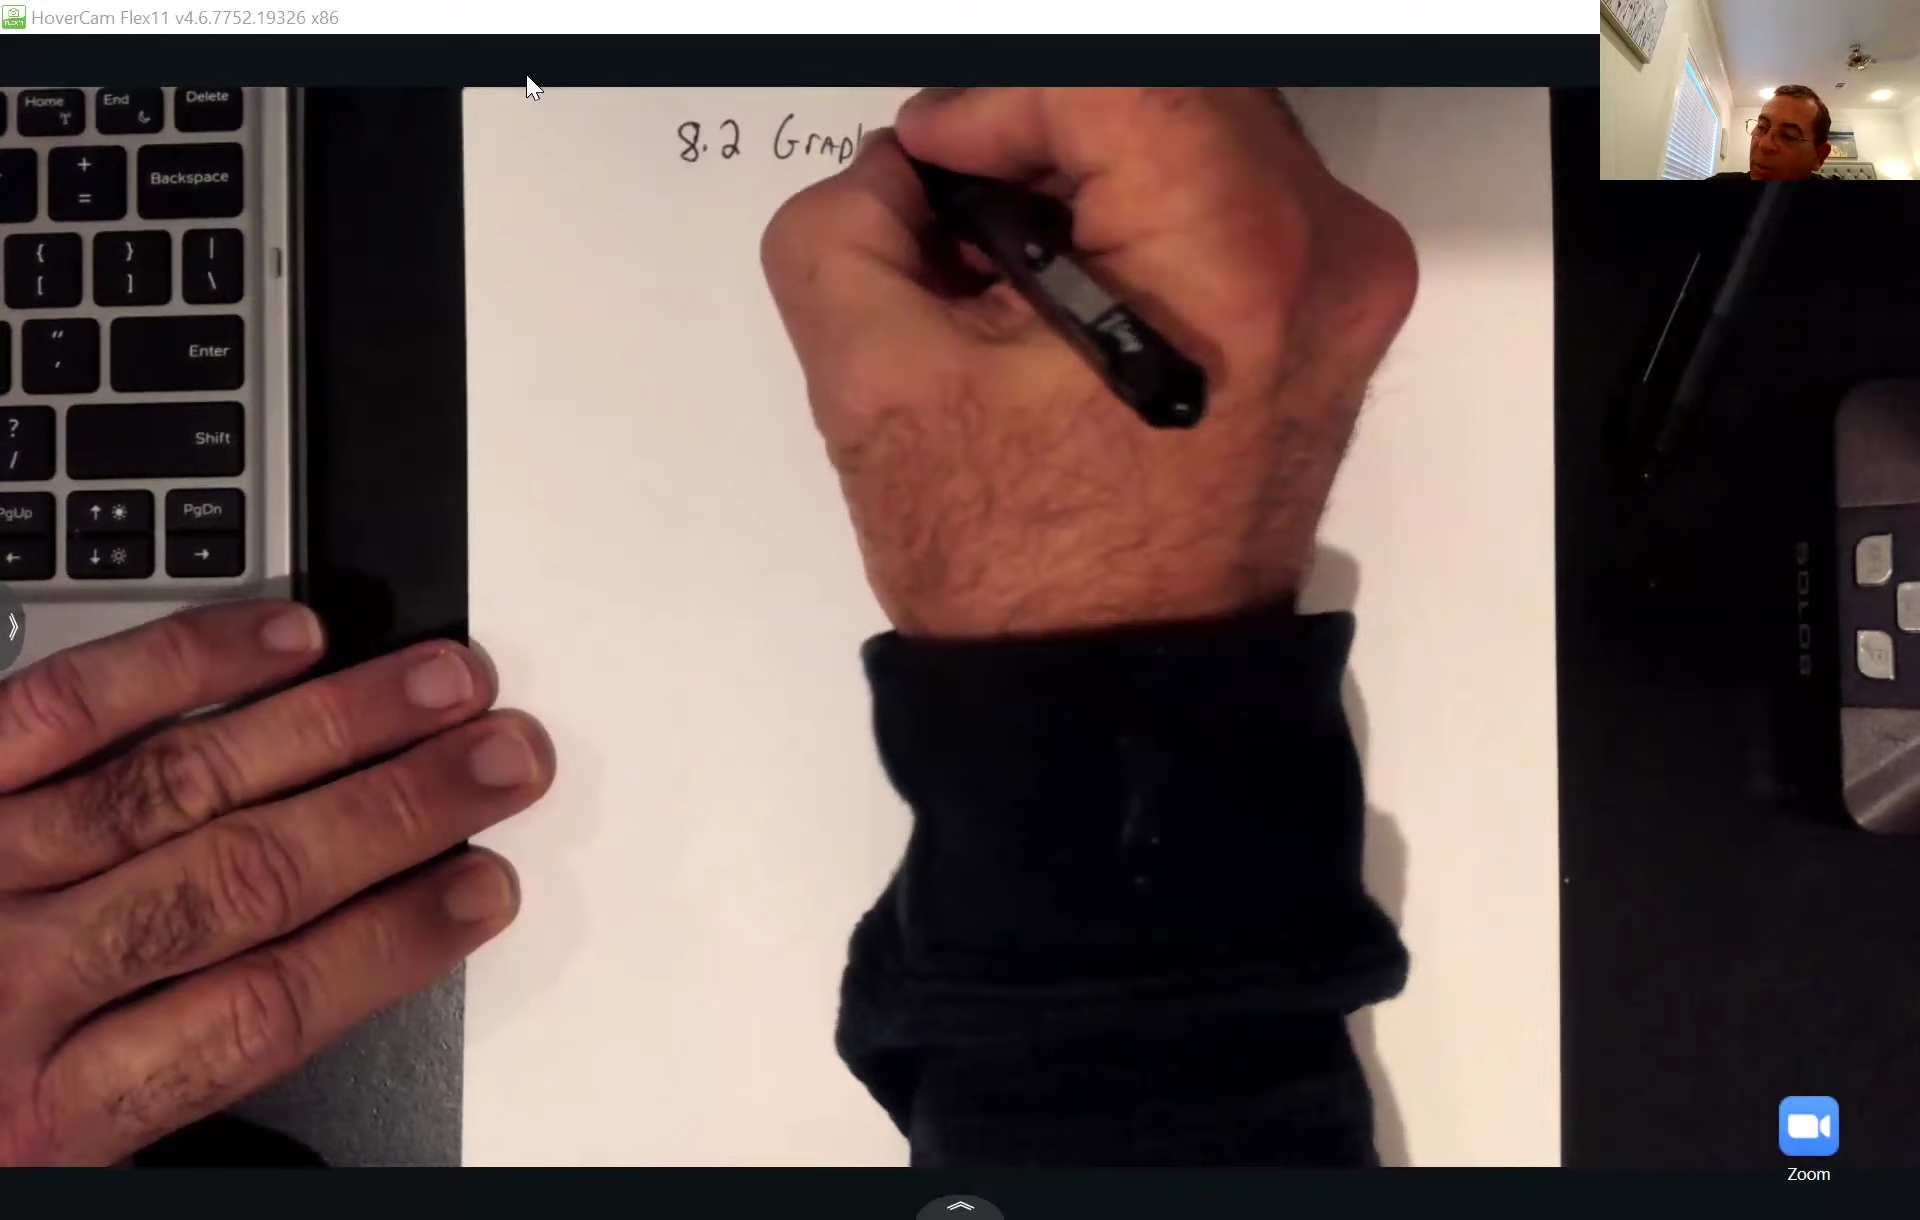 HoverCam Flex11 v4.6.7752.19326 x86
8.2 Grap
Home
End
Delete
+
=
Backspace
{
[
}
]
|
\
"
'
Enter
?
/
Shift
PgUp
↑
PgDn
←
↓
→
SOLOS
Zoom